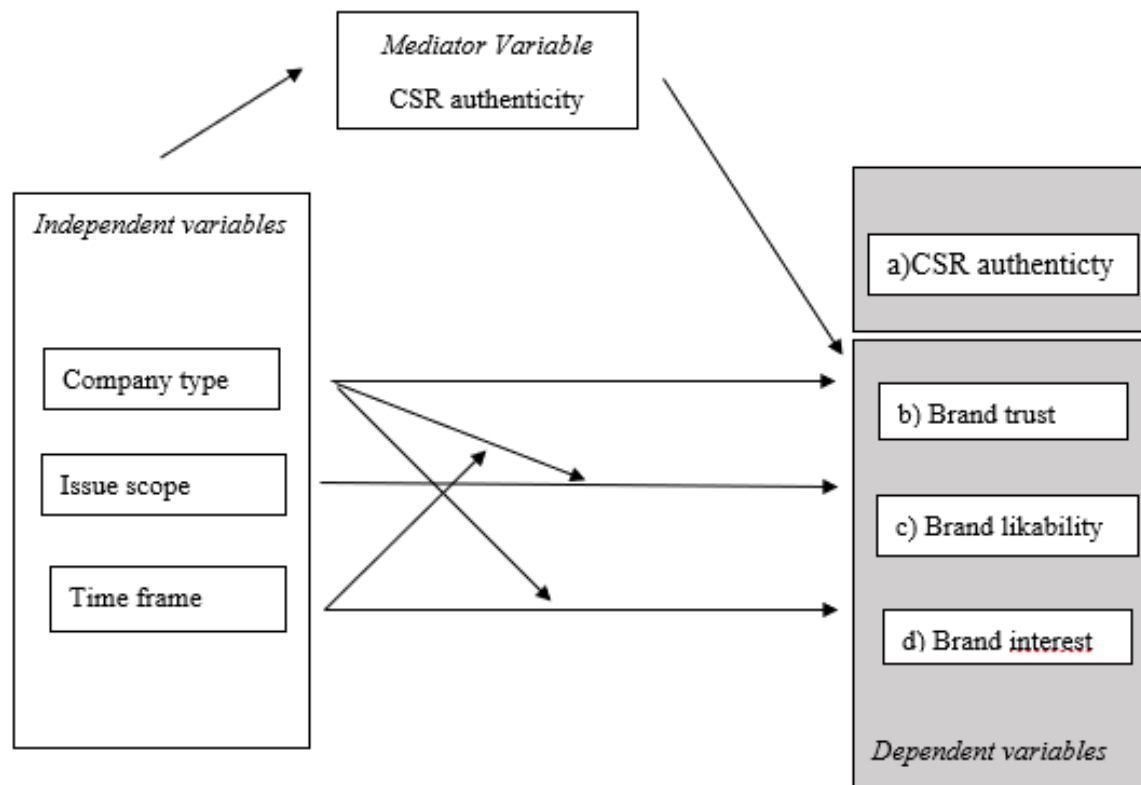 Mediator Variable
CSR authenticity
Independent variables
Company type
Issue scope
Time frame
a)CSR authenticty
b) Brand trust
c) Brand likability
d) Brand interest
Dependent variables